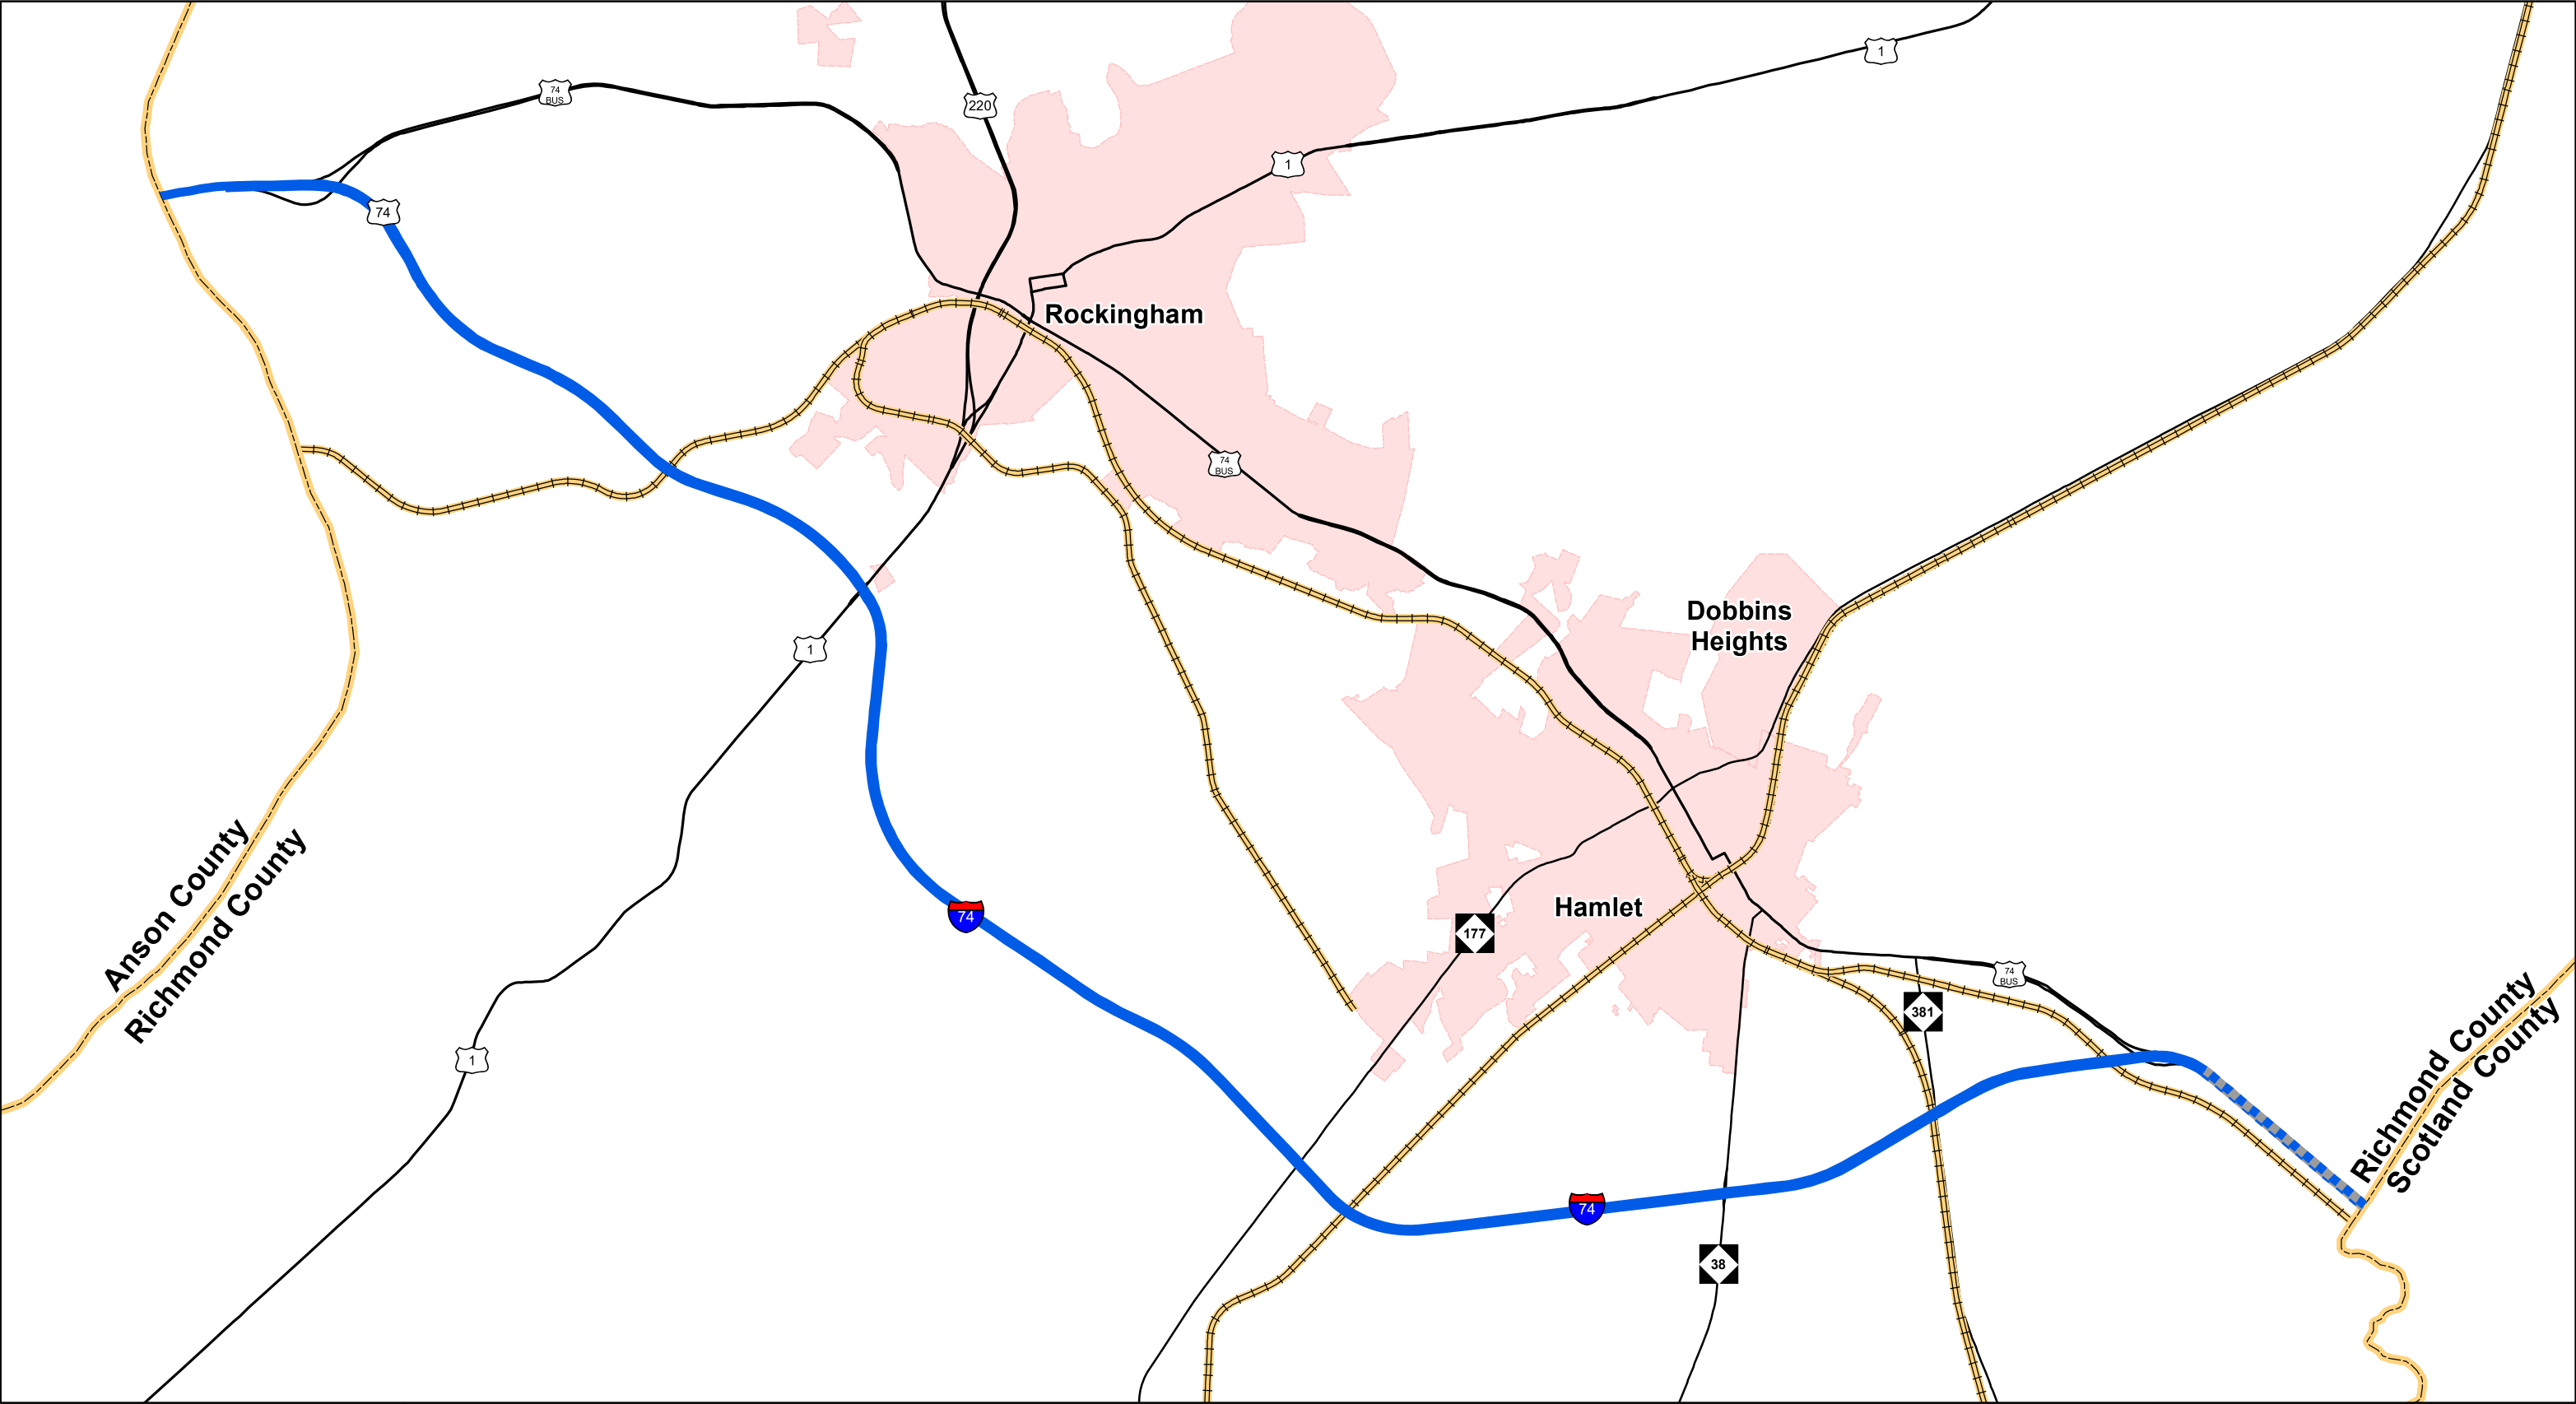 1
74
BUS
220
1
74
Rockingham
74
BUS
Dobbins
Heights
1
Anson County
Richmond County
Hamlet
74
177
74
BUS
381
1
Richmond County
Scotland County
74
38